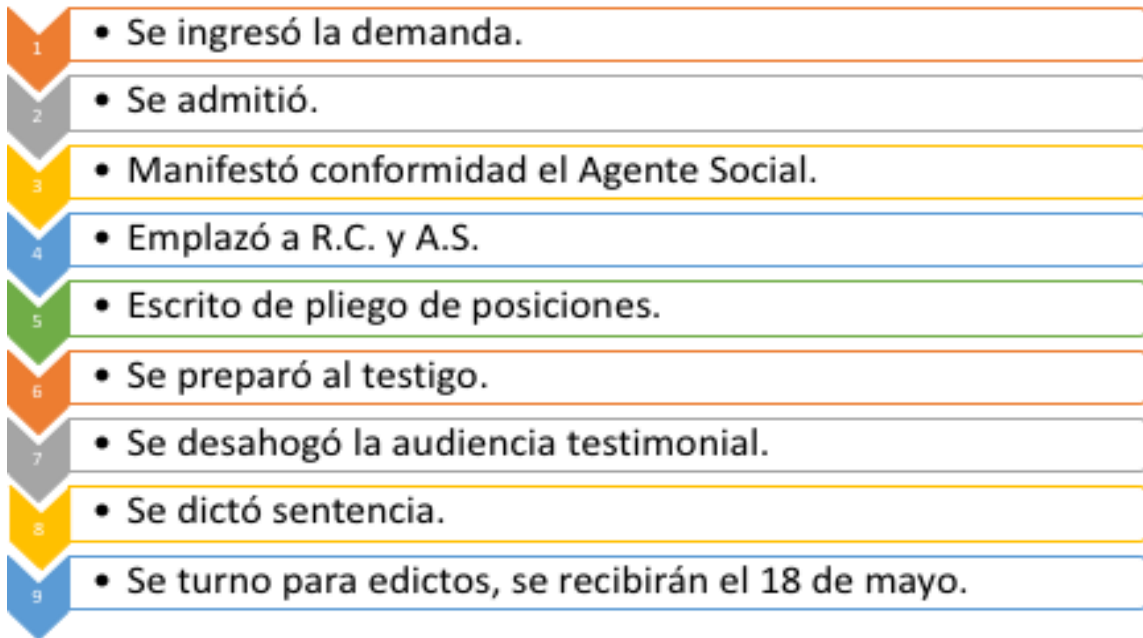 1 • Se ingresó la demanda.
2 • Se admitió.
3 • Manifestó conformidad el Agente Social.
4 • Emplazó a R.C. y A.S.
5 • Escrito de pliego de posiciones.
6 • Se preparó al testigo.
7 • Se desahogó la audiencia testimonial.
8 • Se dictó sentencia.
9 • Se turno para edictos, se recibirán el 18 de mayo.